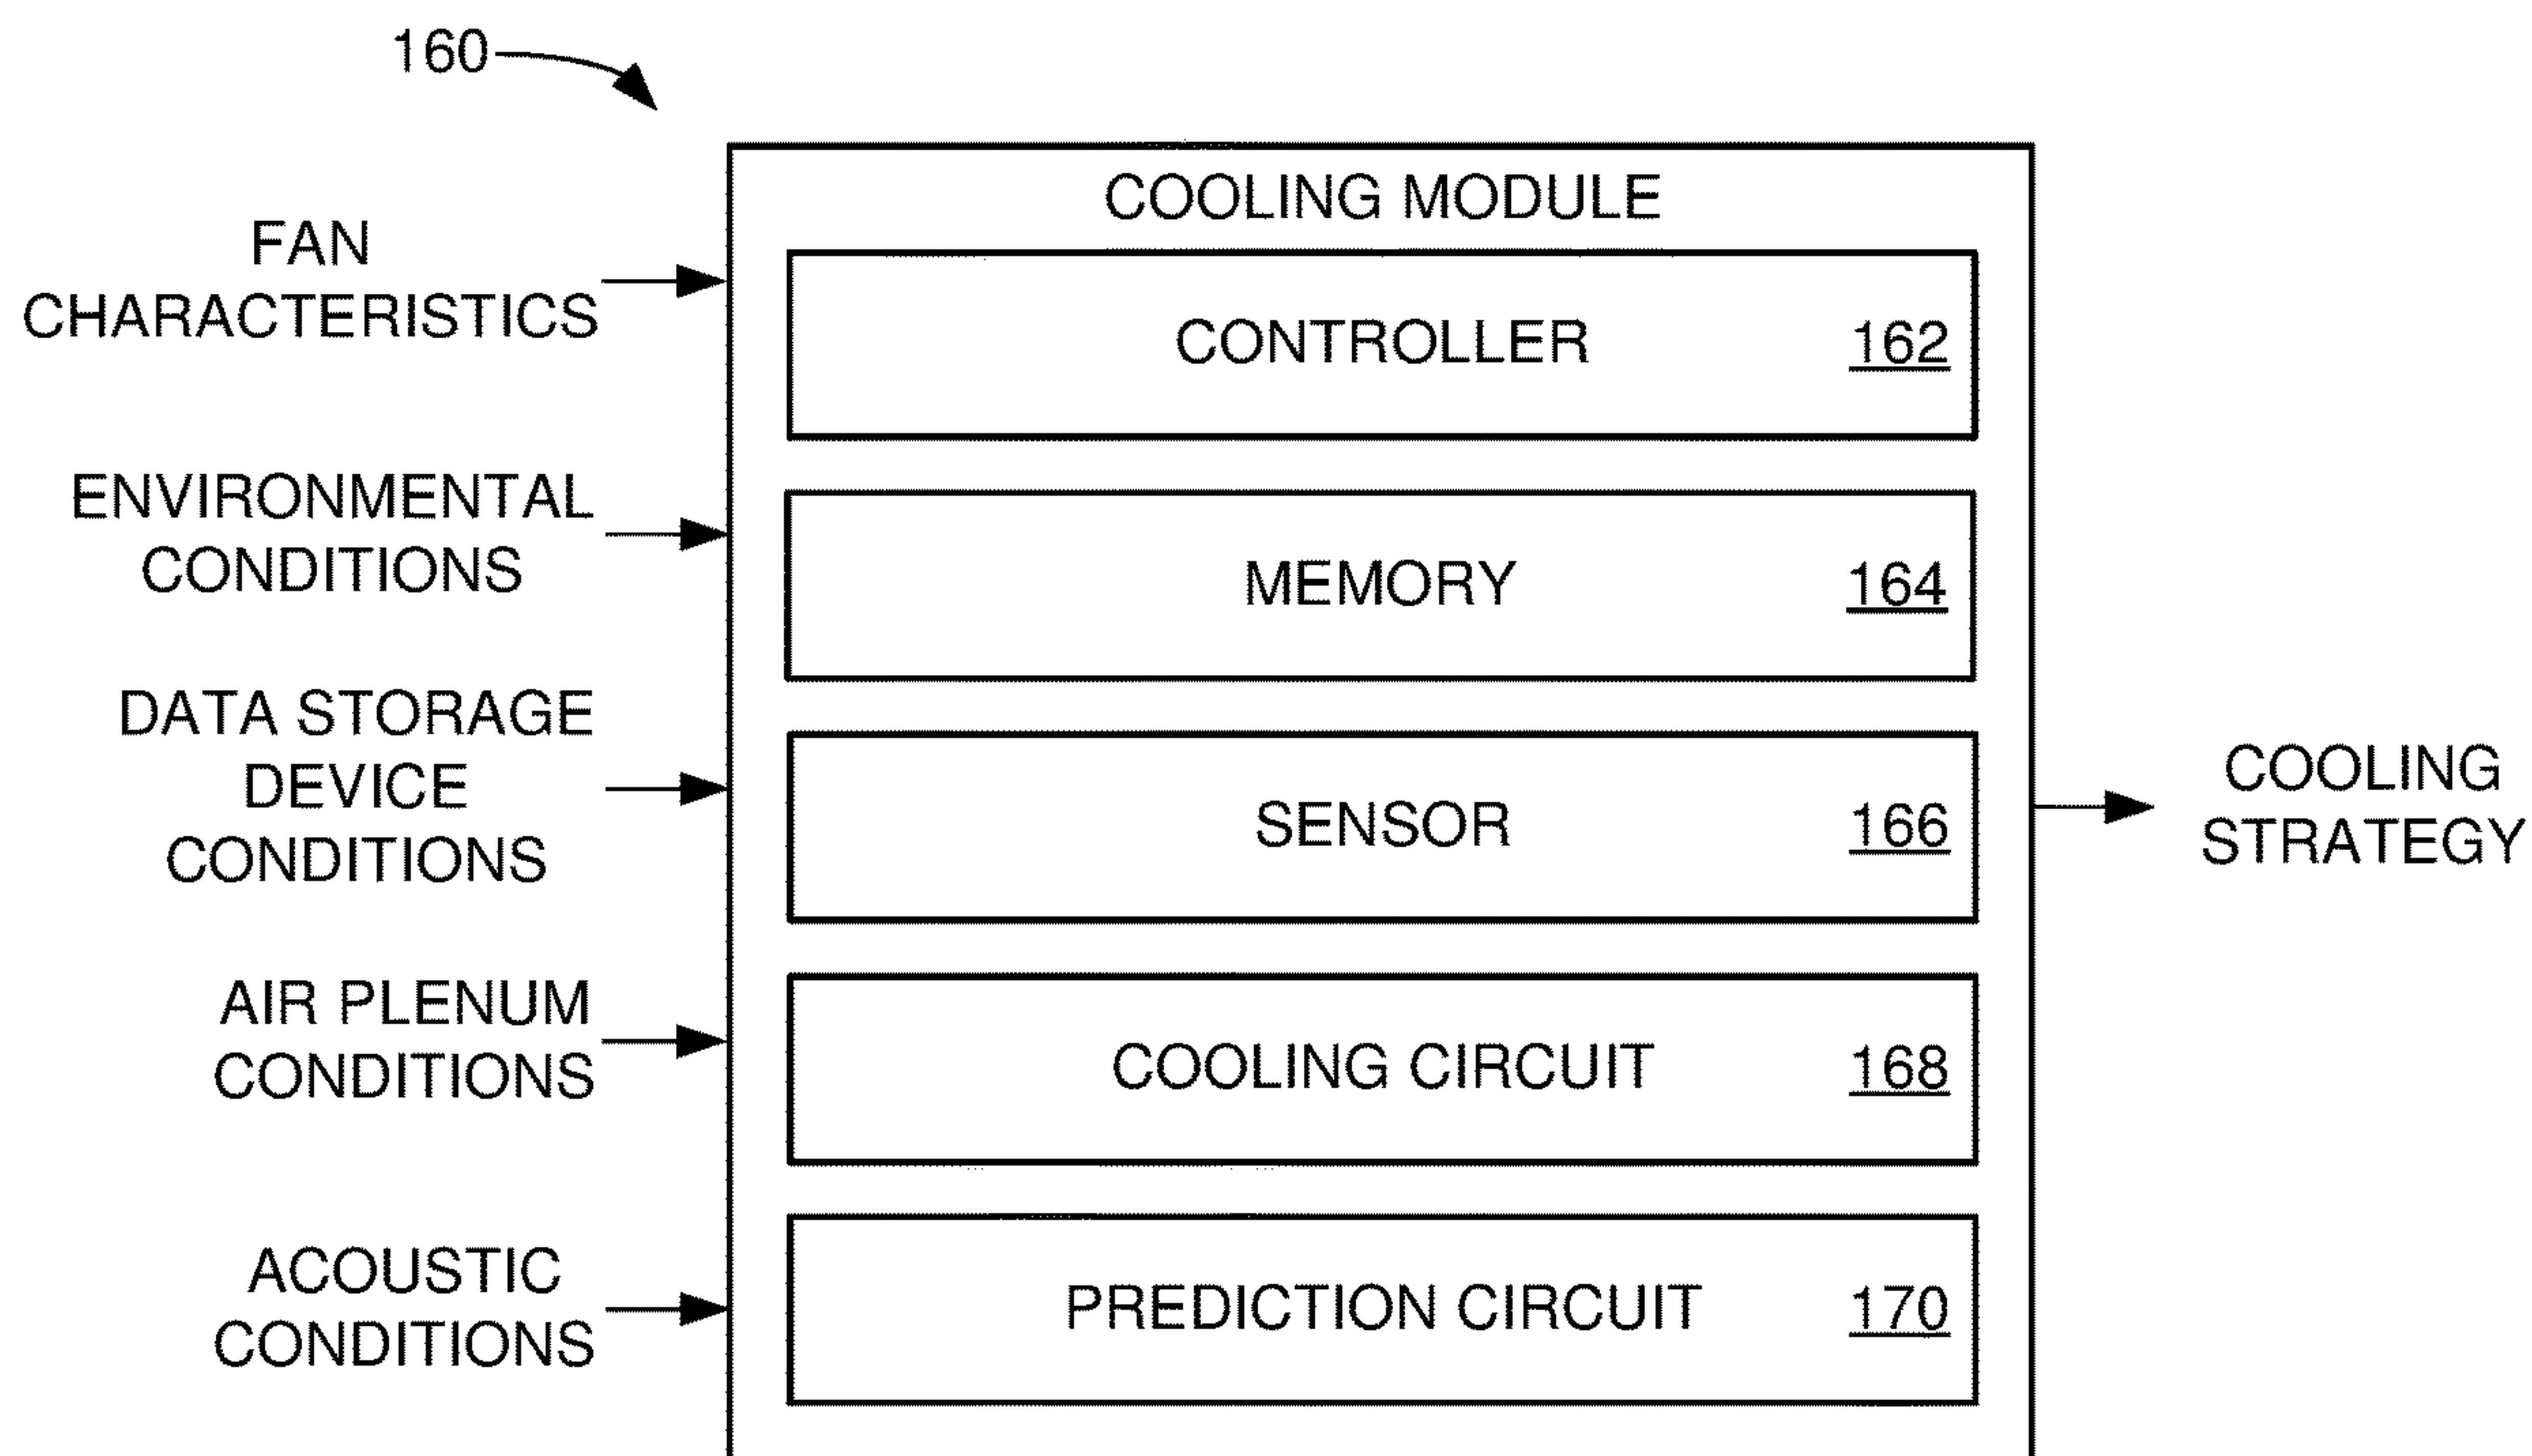 160
COOLING MODULE
FAN
CHARACTERISTICS
CONTROLLER 162
ENVIRONMENTAL
CONDITIONS
MEMORY 164
DATA STORAGE
DEVICE
CONDITIONS
SENSOR 166
COOLING
STRATEGY
AIR PLENUM
CONDITIONS
COOLING CIRCUIT 168
ACOUSTIC
CONDITIONS
PREDICTION CIRCUIT 170